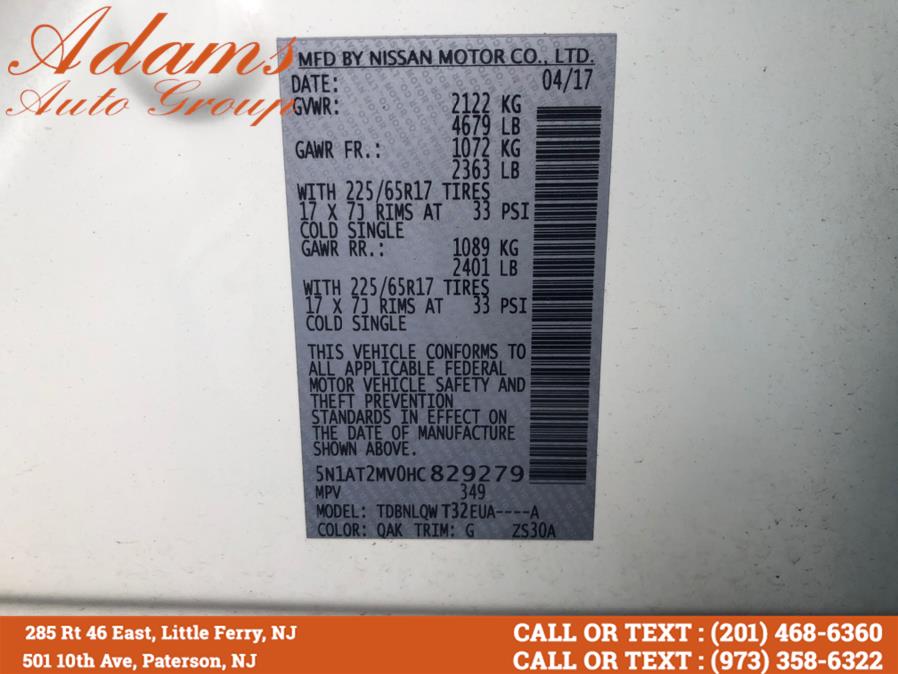 Adams
Auto Group
MFD BY NISSAN MOTOR CO., LTD.
DATE: 04/17
GVWR: 2122 KG
4679 LB
GAWR FR.: 1072 KG
2363 LB
WITH 225/65R17 TIRES
17 X 7J RIMS AT 33 PSI
COLD SINGLE
GAWR RR.: 1089 KG
2401 LB
WITH 225/65R17 TIRES
17 X 7J RIMS AT 33 PSI
COLD SINGLE
THIS VEHICLE CONFORMS TO
ALL APPLICABLE FEDERAL
MOTOR VEHICLE SAFETY AND
THEFT PREVENTION
STANDARDS IN EFFECT ON
THE DATE OF MANUFACTURE
SHOWN ABOVE.
5N1AT2MV0HC829279
MPV 349
MODEL: TDBNLQW T32EUA----A
COLOR: QAK TRIM: G ZS30A
285 Rt 46 East, Little Ferry, NJ
501 10th Ave, Paterson, NJ
CALL OR TEXT : (201) 468-6360
CALL OR TEXT : (973) 358-6322